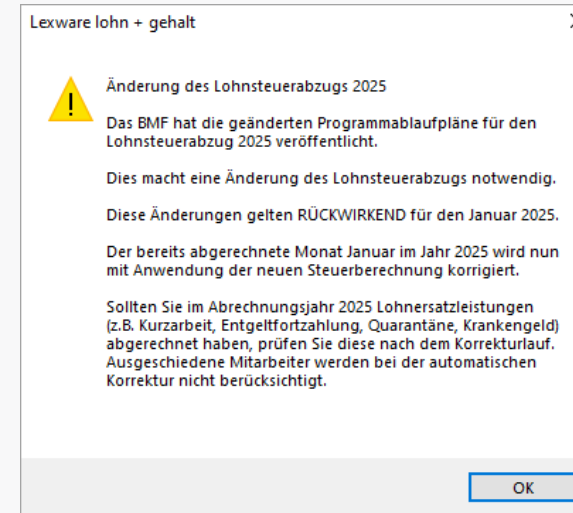 Lexware lohn + gehalt
Änderung des Lohnsteuerabzugs 2025
Das BMF hat die geänderten Programmablaufpläne für den
Lohnsteuerabzug 2025 veröffentlicht.
Dies macht eine Änderung des Lohnsteuerabzugs notwendig.
Diese Änderungen gelten RÜCKWIRKEND für den Januar 2025.
Der bereits abgerechnete Monat Januar im Jahr 2025 wird nun
mit Anwendung der neuen Steuerberechnung korrigiert.
Sollten Sie im Abrechnungsjahr 2025 Lohnersatzleistungen
(z.B. Kurzarbeit, Entgeltfortzahlung, Quarantäne, Krankengeld)
abgerechnet haben, prüfen Sie diese nach dem Korrekturlauf.
Ausgeschiedene Mitarbeiter werden bei der automatischen
Korrektur nicht berücksichtigt.
OK